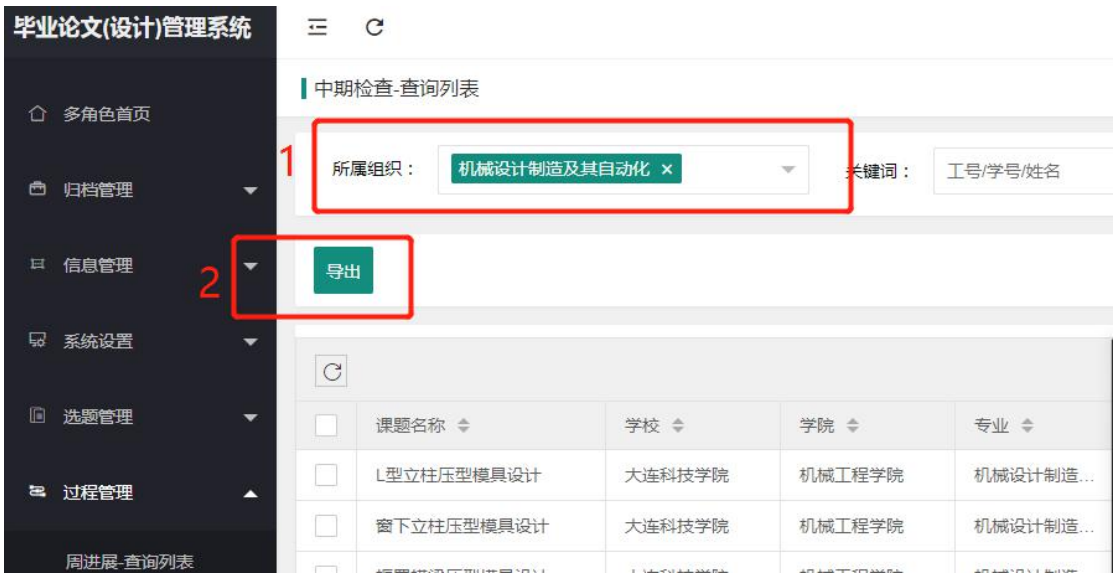 毕业论文(设计)管理系统
中期检查-查询列表
多角色首页
1
所属组织：
机械设计制造及其自动化 ×
关键词：
工号/学号/姓名
归档管理
信息管理
2
导出
系统设置
选题管理
课题名称
学校
学院
专业
L型立柱压型模具设计
大连科技学院
机械工程学院
机械设计制造...
过程管理
窗下立柱压型模具设计
大连科技学院
机械工程学院
机械设计制造...
周进展-查询列表